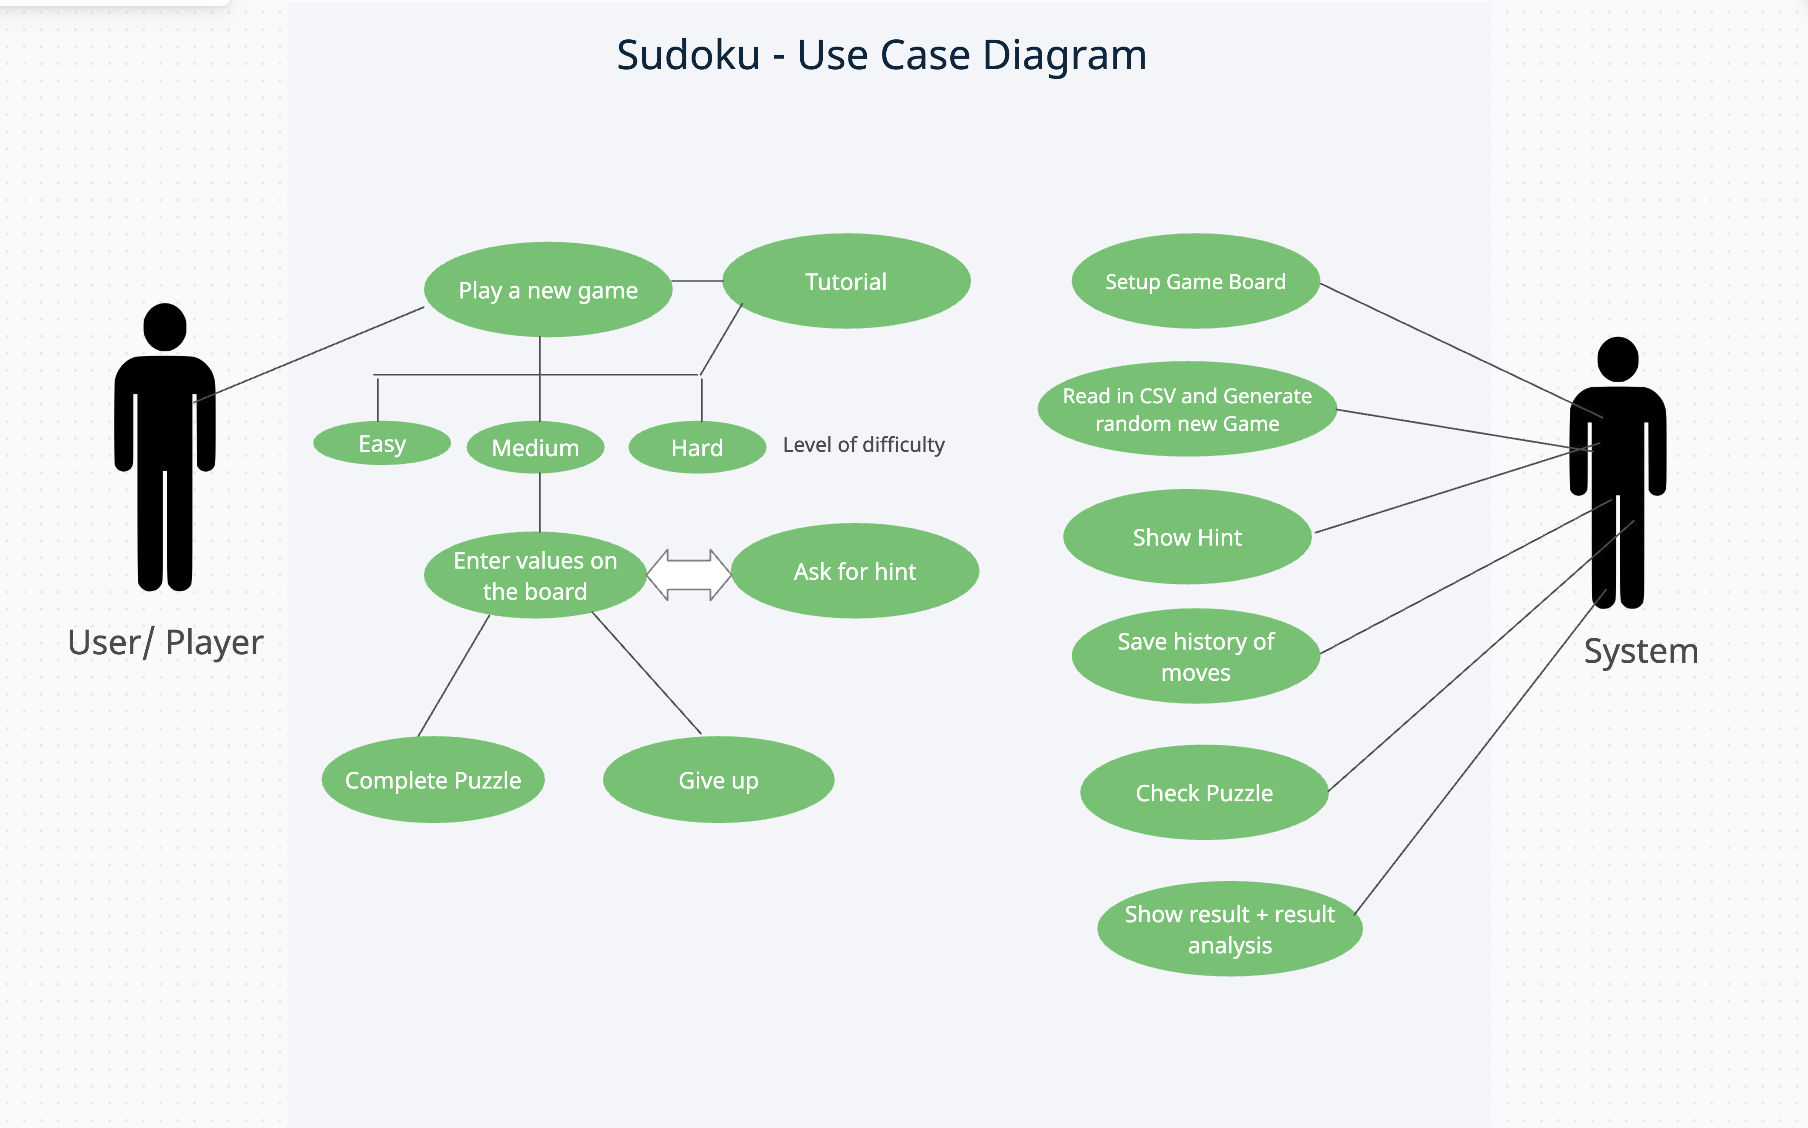 Sudoku - Use Case Diagram
Play a new game
Tutorial
Easy
Medium
Hard
Level of difficulty
Enter values on
the board
Ask for hint
Complete Puzzle
Give up
User/ Player
Setup Game Board
Read in CSV and Generate
random new Game
Show Hint
Save history of
moves
Check Puzzle
Show result + result
analysis
System